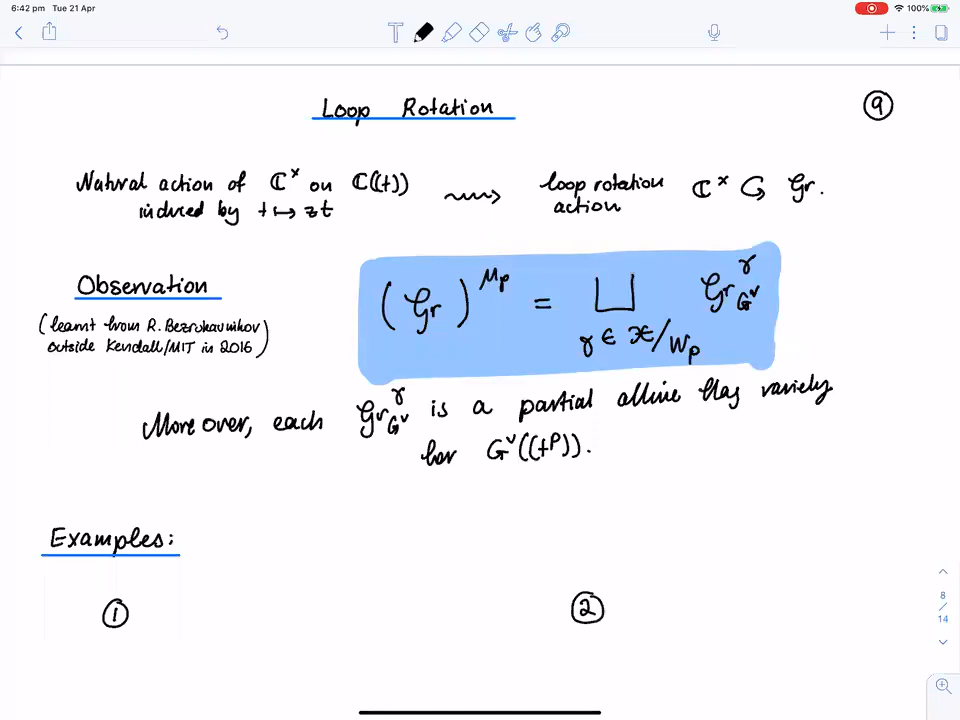 6:42 pm Tue 21 Apr
100%
Loop Rotation
9
Natural action of ℂ^× on ℂ((t))
induced by t ↦ zt
loop rotation
action
ℂ^× ↻ Gr.
Observation
(learnt from R. Bezrukavnikov
outside Kendall/MIT in 2016)
(Gr)^{μ_p} = ⊔_{γ ∈ 𝔛/W_p} Gr^γ_{G^∨}
Moreover, each Gr^γ_{G^∨} is a partial affine flag variety
for G^∨((t^p)).
Examples:
1
2
8
/
14